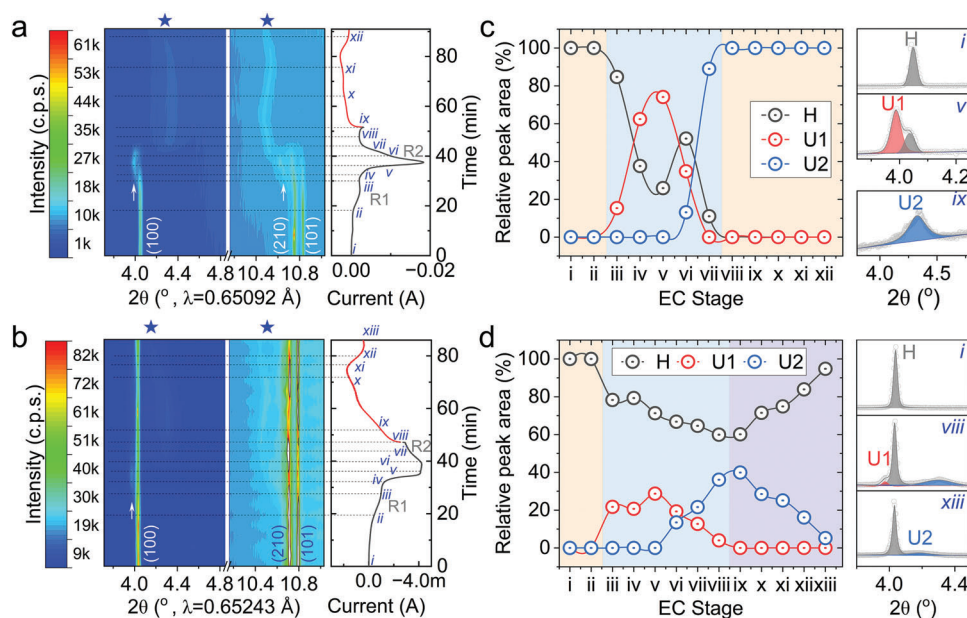 a
Intensity (c.p.s.)
61k
53k
44k
36k
27k
18k
10k
1k
(100)
(210)
(101)
4.0
4.4
4.8
10.4
10.8
2θ (°, λ=0.65092 Å)
xii
xi
x
ix
viii
vii
vi
R2
v
iv
iii
R1
ii
i
0.00
-0.02
Current (A)
80
60
40
20
0
Time (min)
b
Intensity (c.p.s.)
82k
72k
61k
51k
40k
30k
19k
9k
(100)
(210)
(101)
4.0
4.4
4.8
10.4
10.8
2θ (°, λ=0.65243 Å)
xiii
xii
xi
x
ix
viii
R2
vii
vi
v
iv
iii
R1
ii
i
0.0
-4.0m
Current (A)
80
60
40
20
0
Time (min)
c
Relative peak area (%)
100
80
60
40
20
0
H
U1
U2
i ii iii iv v vi vii viii ix x xi xii
EC Stage
H
i
U1
v
4.0
4.2
U2
ix
4.0
4.5
2θ (°)
d
Relative peak area (%)
100
80
60
40
20
0
H U1 U2
i ii iii iv v vi vii viii ix x xi xii xiii
EC Stage
H
i
viii
U1
xiii
U2
4.0
4.4
2θ (°)